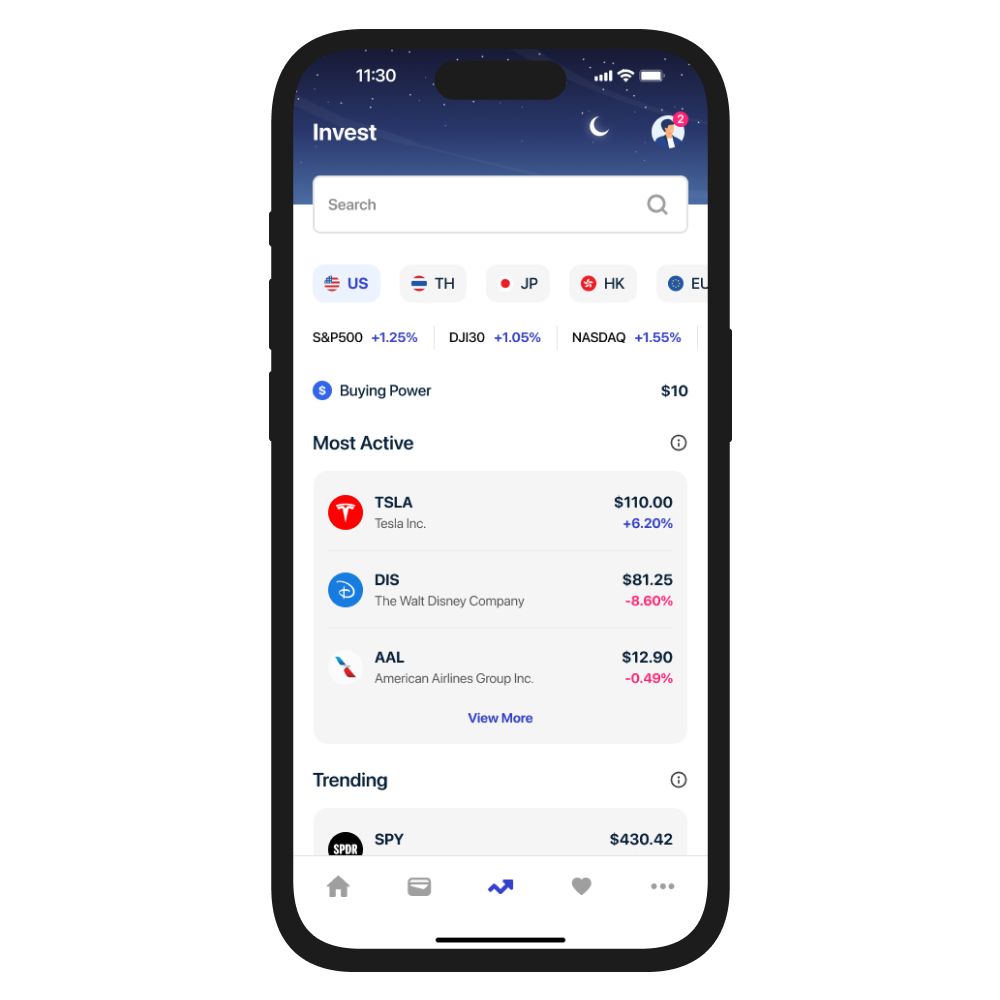 11:30
Invest
2
Search
US
TH
JP
HK
EU
S&P500 +1.25%
DJI30 +1.05%
NASDAQ +1.55%
$ Buying Power $10
Most Active
TSLA $110.00
Tesla Inc. +6.20%
DIS $81.25
The Walt Disney Company -8.60%
AAL $12.90
American Airlines Group Inc. -0.49%
View More
Trending
SPY $430.42
SPDR